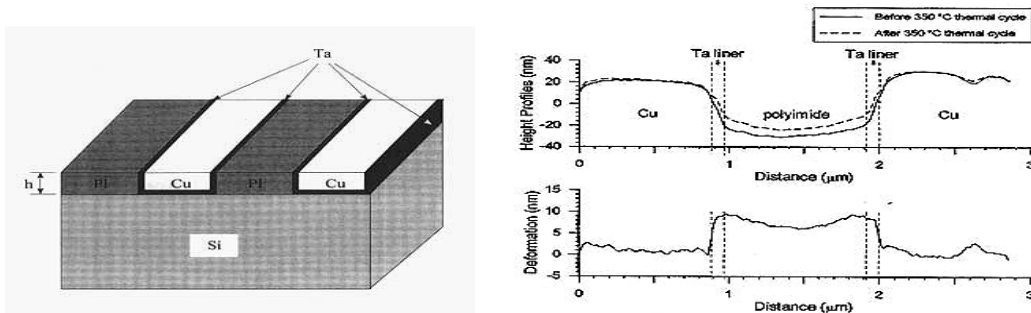 Ta
h
PI
Cu
PI
Cu
Si
Before 350 °C thermal cycle
After 350 °C thermal cycle
Ta liner
Ta liner
Height Profiles (nm)
40
20
0
-20
-40
Cu
polyimide
Cu
0
1
2
3
Distance (μm)
Deformation (nm)
15
10
5
0
-5
0
1
2
3
Distance (μm)